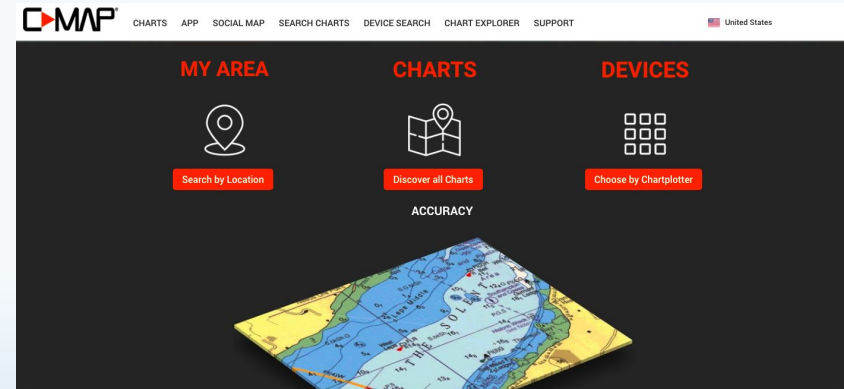 C-MAP
CHARTS APP SOCIAL MAP SEARCH CHARTS DEVICE SEARCH CHART EXPLORER SUPPORT United States
MY AREA CHARTS DEVICES
Search by Location Discover all Charts Choose by Chartplotter
ACCURACY
THE SOLENT